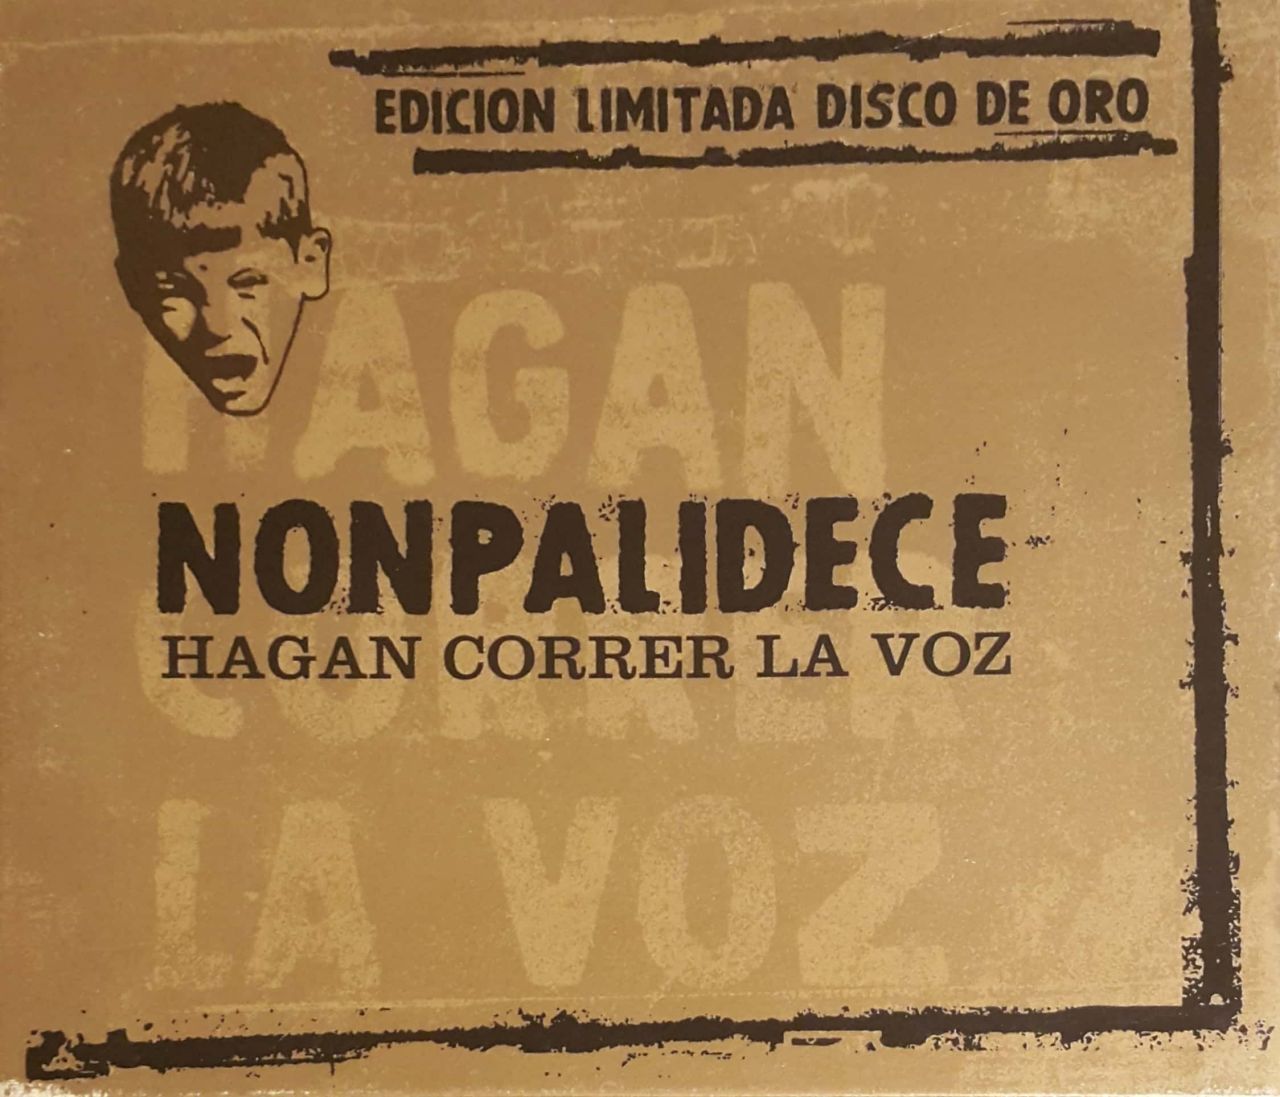 EDICION LIMITADA DISCO DE ORO
HAGAN
NONPALIDECE
HAGAN CORRER LA VOZ
CORRER
LA VOZ